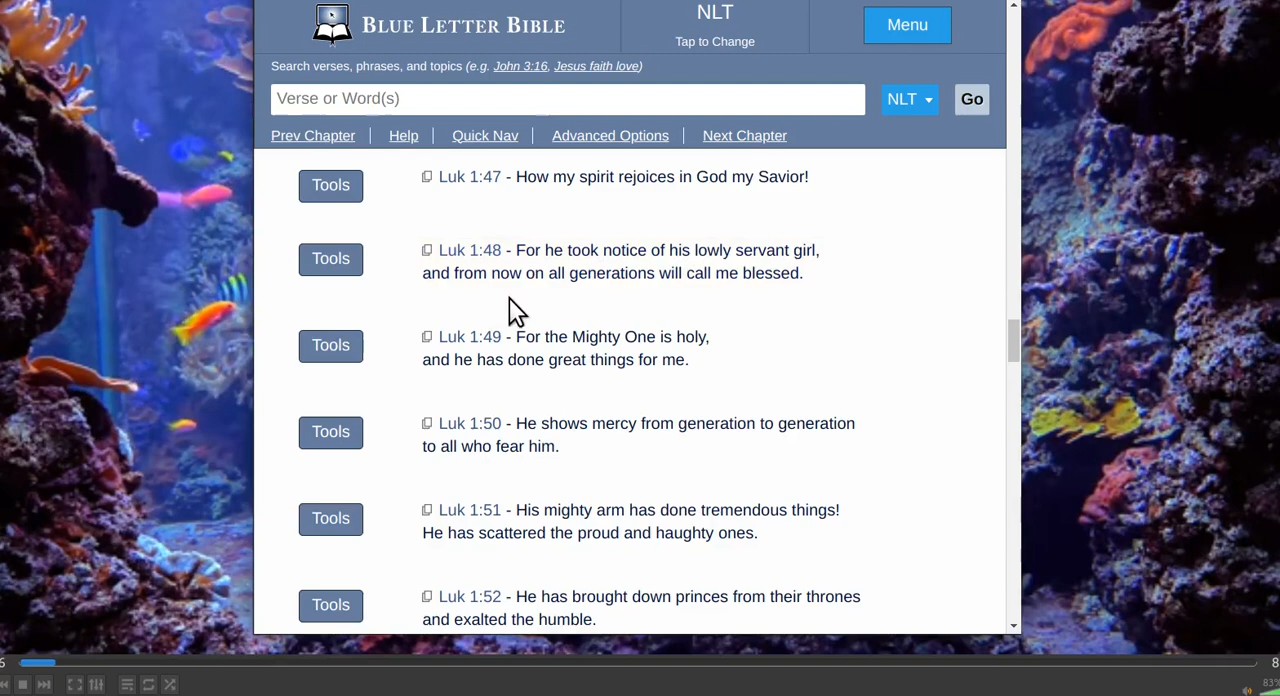 BLUE LETTER BIBLE
NLT
Tap to Change
Menu
Search verses, phrases, and topics (e.g. John 3:16, Jesus faith love)
Verse or Word(s)
NLT
Go
Prev Chapter
Help
Quick Nav
Advanced Options
Next Chapter
Tools
Luk 1:47 - How my spirit rejoices in God my Savior!
Tools
Luk 1:48 - For he took notice of his lowly servant girl,
and from now on all generations will call me blessed.
Tools
Luk 1:49 - For the Mighty One is holy,
and he has done great things for me.
Tools
Luk 1:50 - He shows mercy from generation to generation
to all who fear him.
Tools
Luk 1:51 - His mighty arm has done tremendous things!
He has scattered the proud and haughty ones.
Tools
Luk 1:52 - He has brought down princes from their thrones
and exalted the humble.
6
8
83%